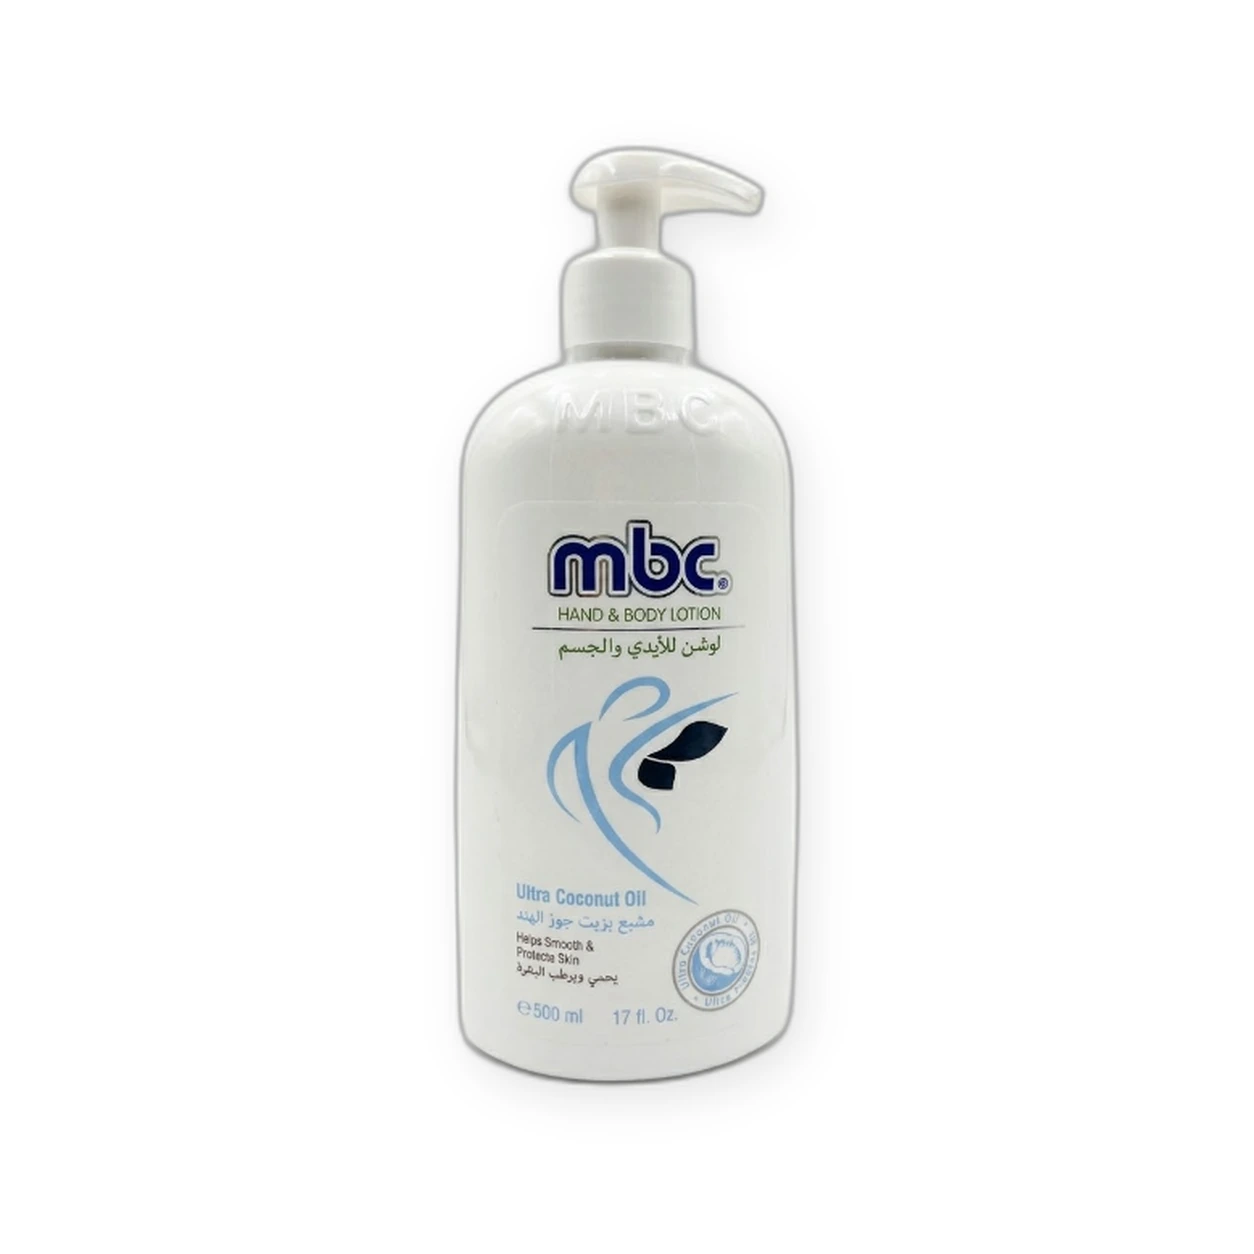 MBC
mbc®
HAND & BODY LOTION
لوشن للأيدي والجسم
Ultra Coconut Oil
مشبع بزيت جوز الهند
Helps Smooth &
Protects Skin
يحمي ويرطب البشرة
℮ 500 ml 17 fl. Oz.
Ultra Coconut Oil •